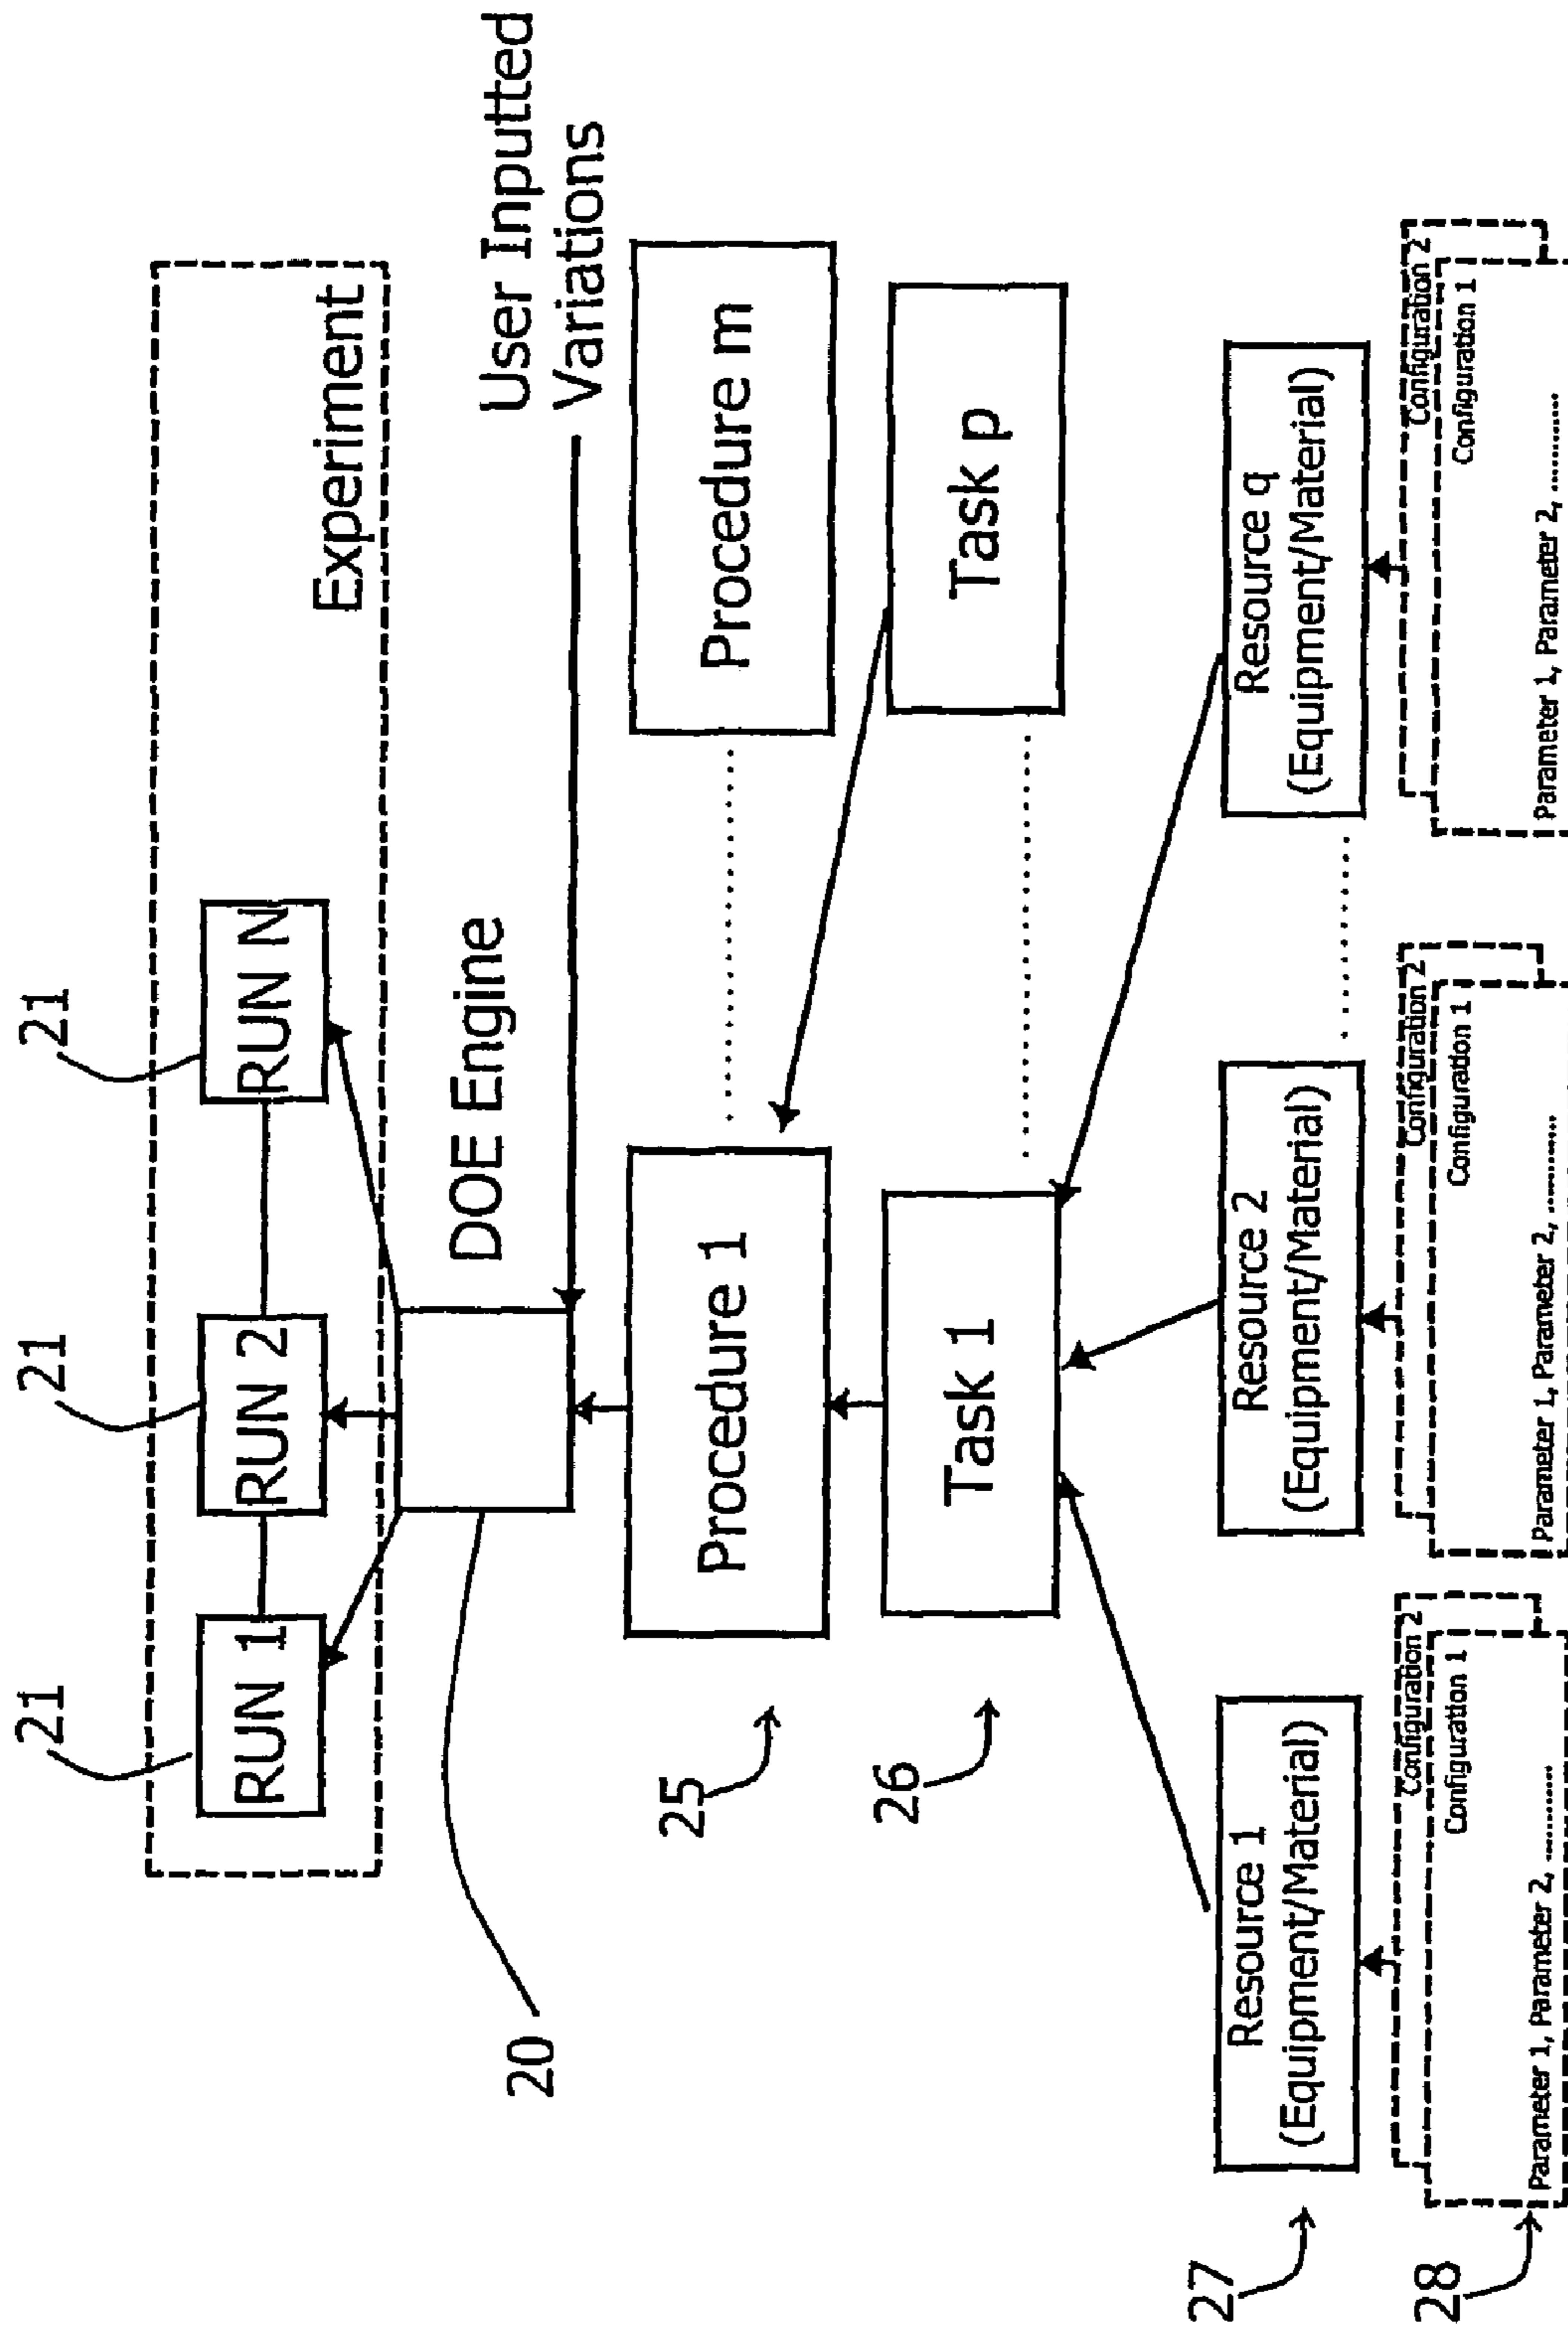 21
21
21
RUN 1
RUN 2
RUN N
Experiment
DOE Engine
User Inputted
Variations
20
25
Procedure 1
Procedure m
26
Task 1
Task p
27
Resource 1
(Equipment/Material)
Resource 2
(Equipment/Material)
Resource q
(Equipment/Material)
28
Configuration 2
Configuration 1
Parameter 1, Parameter 2, ...........
Configuration 2
Configuration 1
Parameter 1, Parameter 2, ...........
Configuration 2
Configuration 1
Parameter 1, Parameter 2, ...........